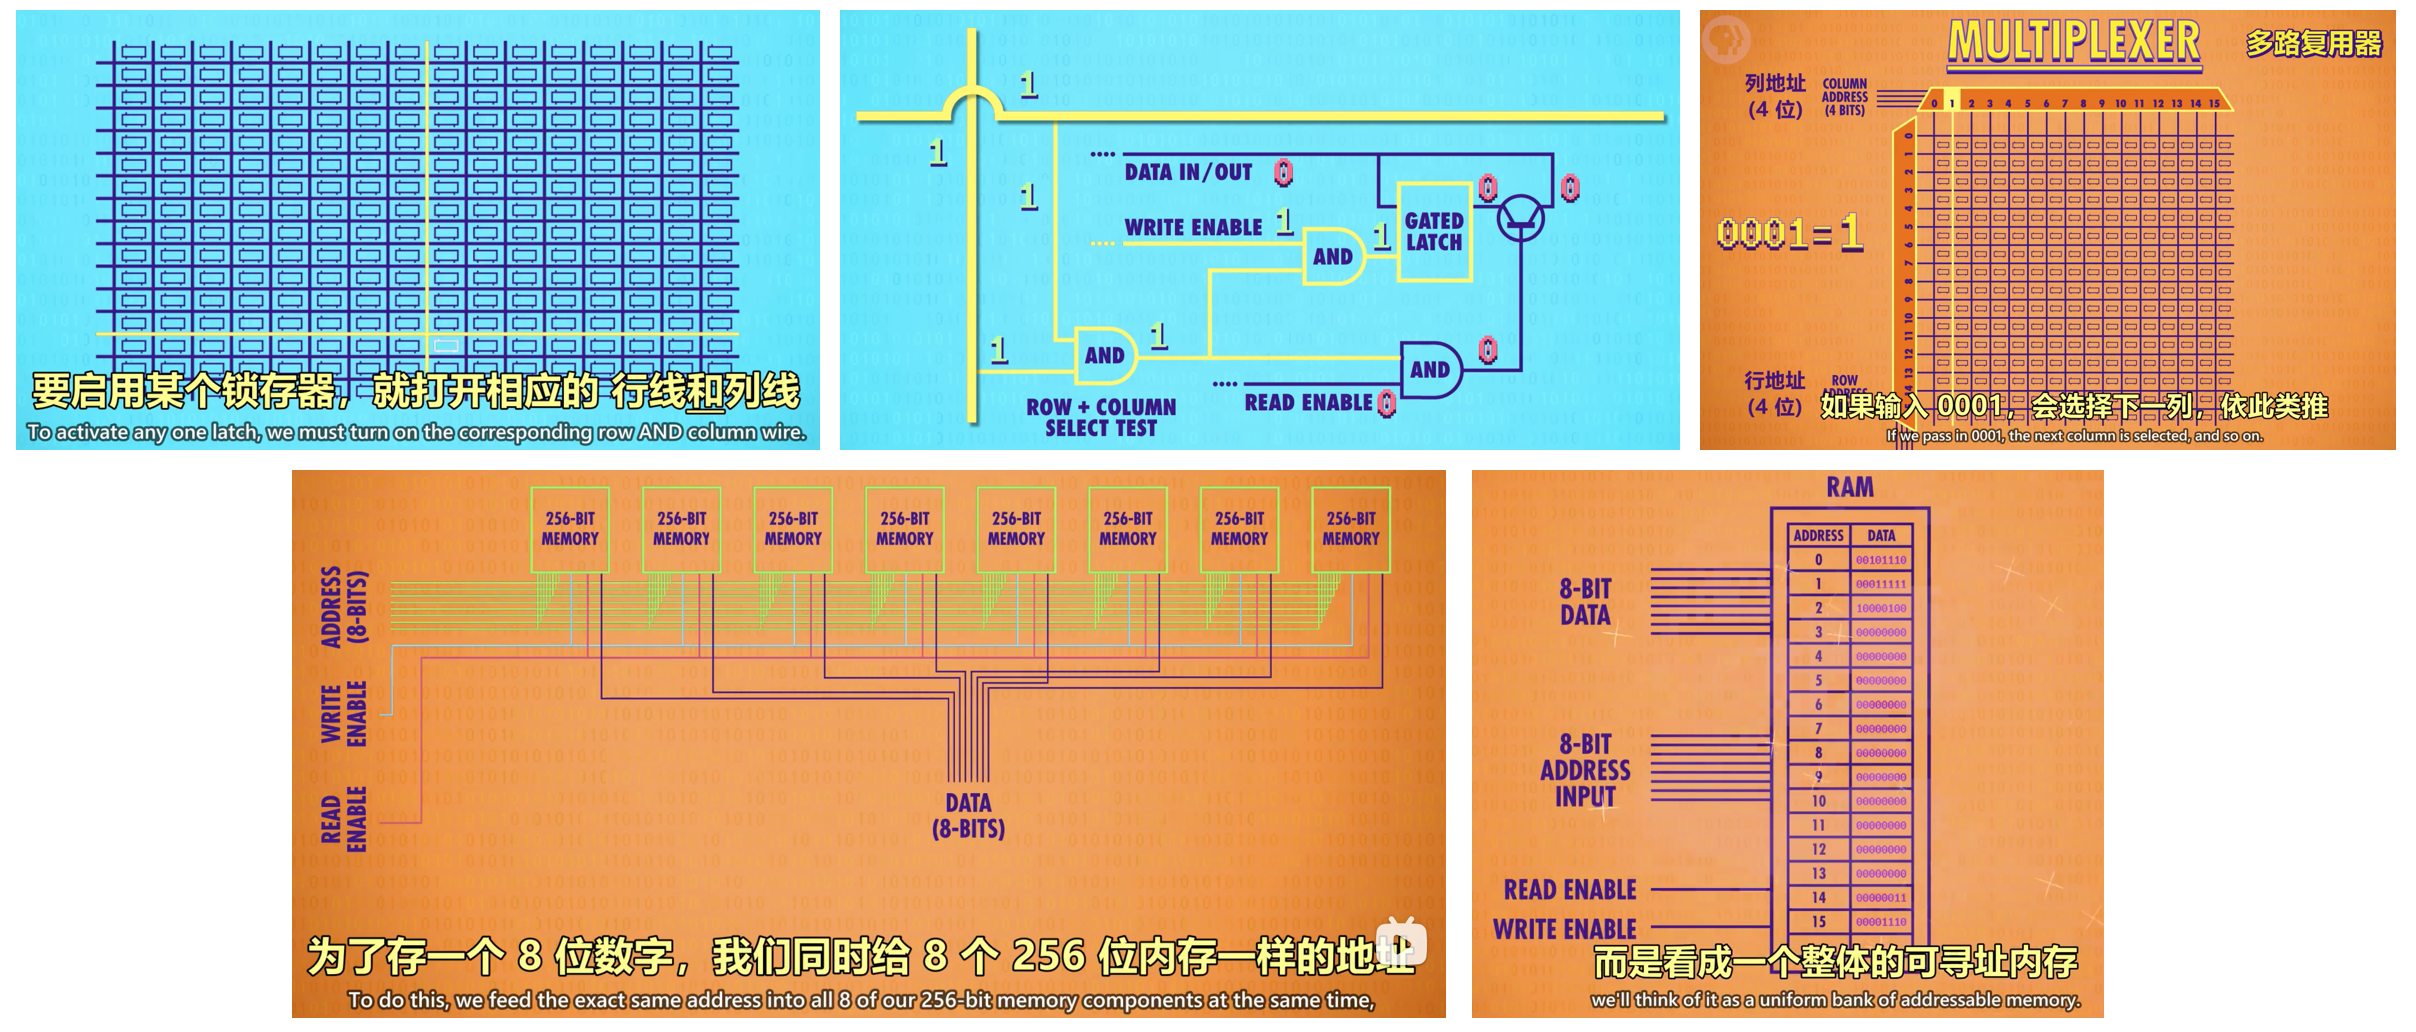 要启用某个锁存器，就打开相应的 行线和列线
To activate any one latch, we must turn on the corresponding row AND column wire.
1
1
DATA IN/OUT 0
0
0
1
WRITE ENABLE 1
1
GATED
LATCH
AND
1
1
AND
0
AND
READ ENABLE 0
ROW + COLUMN
SELECT TEST
MULTIPLEXER
多路复用器
列地址
(4 位)
COLUMN
ADDRESS
(4 BITS)
0 1 2 3 4 5 6 7 8 9 10 11 12 13 14 15
0
1
2
3
4
5
6
7
8
9
10
11
12
13
14
0001=1
行地址
(4 位)
ROW
如果输入 0001，会选择下一列，依此类推
If we pass in 0001, the next column is selected, and so on.
256-BIT
MEMORY
256-BIT
MEMORY
256-BIT
MEMORY
256-BIT
MEMORY
256-BIT
MEMORY
256-BIT
MEMORY
256-BIT
MEMORY
256-BIT
MEMORY
ADDRESS
(8-BITS)
WRITE
ENABLE
READ
ENABLE
DATA
(8-BITS)
为了存一个 8 位数字，我们同时给 8 个 256 位内存一样的地址
To do this, we feed the exact same address into all 8 of our 256-bit memory components at the same time,
RAM
ADDRESS DATA
0 00101110
1 00011111
2 10000100
3 00000000
4 00000000
5 00000000
6 00000000
7 00000000
8 00000000
9 00000000
10 00000000
11 00000000
12 00000000
13 00000000
14 00000011
15 00001110
8-BIT
DATA
8-BIT
ADDRESS
INPUT
READ ENABLE
WRITE ENABLE
而是看成一个整体的可寻址内存
we'll think of it as a uniform bank of addressable memory.